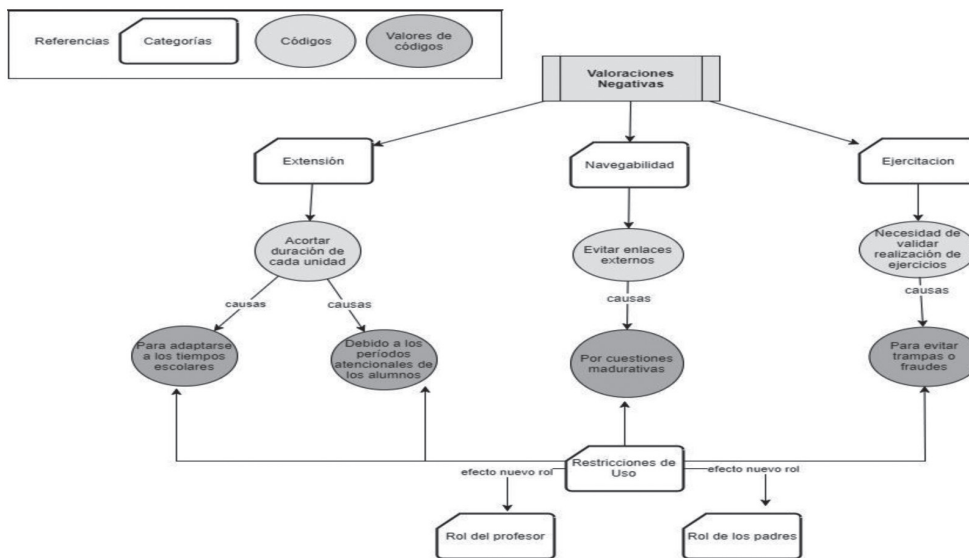 Referencias
Categorías
Códigos
Valores de
códigos
Valoraciones
Negativas
Extensión
Navegabilidad
Ejercitacion
Acortar
duración de
cada unidad
Evitar enlaces
externos
Necesidad de
validar
realización de
ejercicios
causas
causas
causas
causas
Para adaptarse
a los tiempos
escolares
Debido a los
períodos
atencionales de
los alumnos
Por cuestiones
madurativas
Para evitar
trampas o
fraudes
Restricciones de
Uso
efecto nuevo rol
efecto nuevo rol
Rol del profesor
Rol de los padres